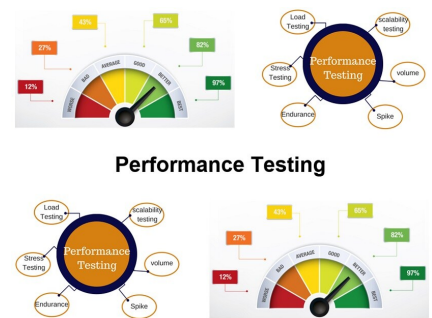 43%
65%
27%
82%
12%
97%
WORSE
BAD
AVERAGE
GOOD
BETTER
BEST
Load
Testing
scalability
testing
Stress
Testing
Performance
Testing
volume
Endurance
Spike
Performance Testing
Load
Testing
scalability
testing
Stress
Testing
Performance
Testing
volume
Endurance
Spike
43%
65%
27%
82%
12%
97%
WORSE
BAD
AVERAGE
GOOD
BETTER
BEST